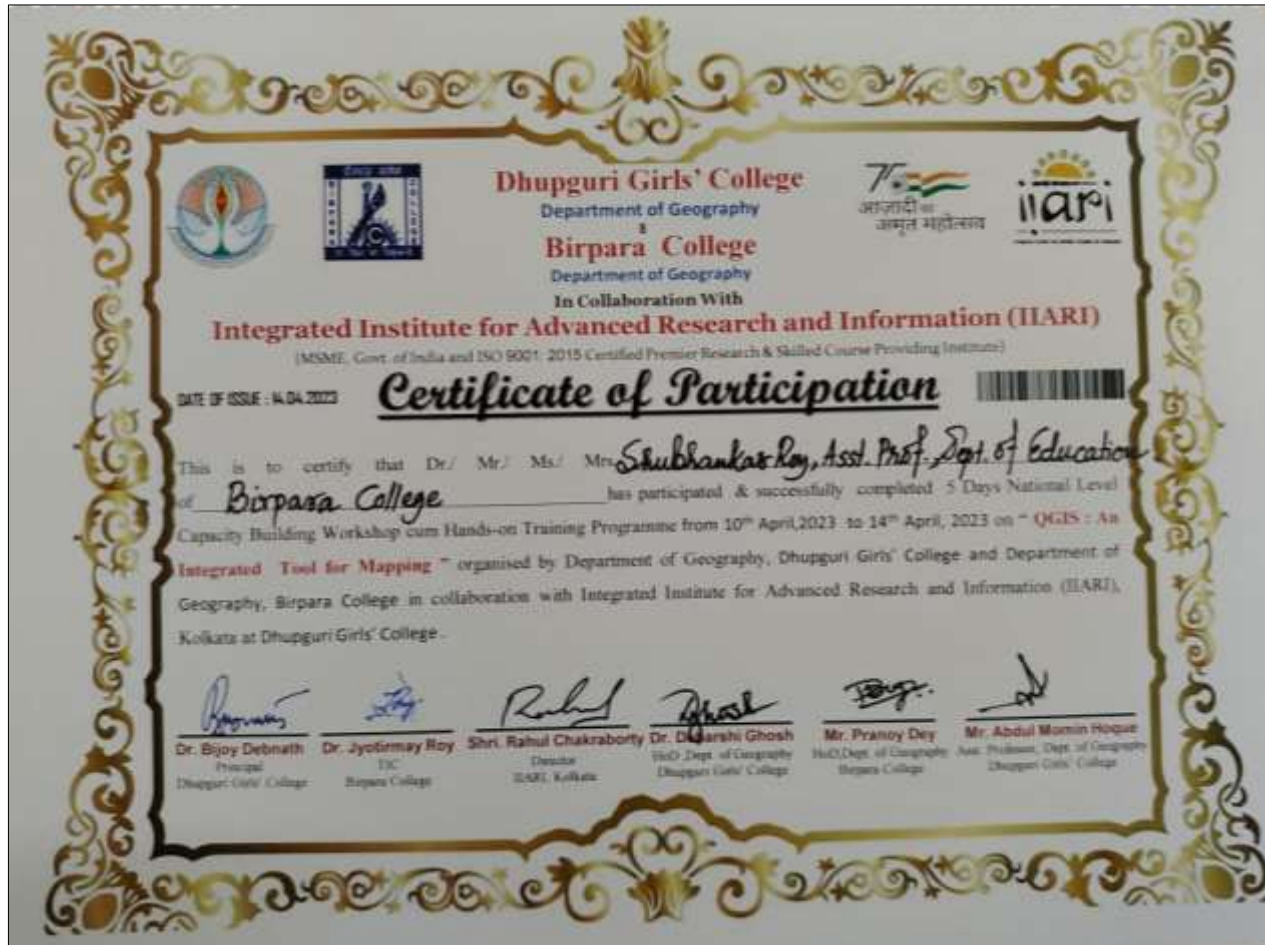 Dhupguri Girls' College
Department of Geography
&
Birpara College
Department of Geography
In Collaboration With
Integrated Institute for Advanced Research and Information (IIARI)
(MSME, Govt. of India and ISO 9001: 2015 Certified Premier Research & Skilled Course Providing Institute)
आज़ादी का
अमृत महोत्सव
iiari
DATE OF ISSUE : 14.04.2023
Certificate of Participation
This is to certify that Dr./ Mr./ Ms./ Mrs. Shubhankar Roy, Asst. Prof., Dept. of Education
of Birpara College has participated & successfully completed 5 Days National Level
Capacity Building Workshop cum Hands-on Training Programme from 10th April,2023 to 14th April, 2023 on " QGIS : An
Integrated Tool for Mapping " organised by Department of Geography, Dhupguri Girls' College and Department of
Geography, Birpara College in collaboration with Integrated Institute for Advanced Research and Information (IIARI),
Kolkata at Dhupguri Girls' College .
Dr. Bijoy Debnath
Principal
Dhupguri Girls' College
Dr. Jyotirmay Roy
TIC
Birpara College
Shri. Rahul Chakraborty
Director
IIARI, Kolkata
Dr. Ghosh
HoD ,Dept. of Geography
Dhupguri Girls' College
Mr. Pranoy Dey
HoD,Dept. of Geography
Birpara College
Mr. Abdul Momin Hoque
Asst. Professor, Dept. of Geography
Dhupguri Girls' College